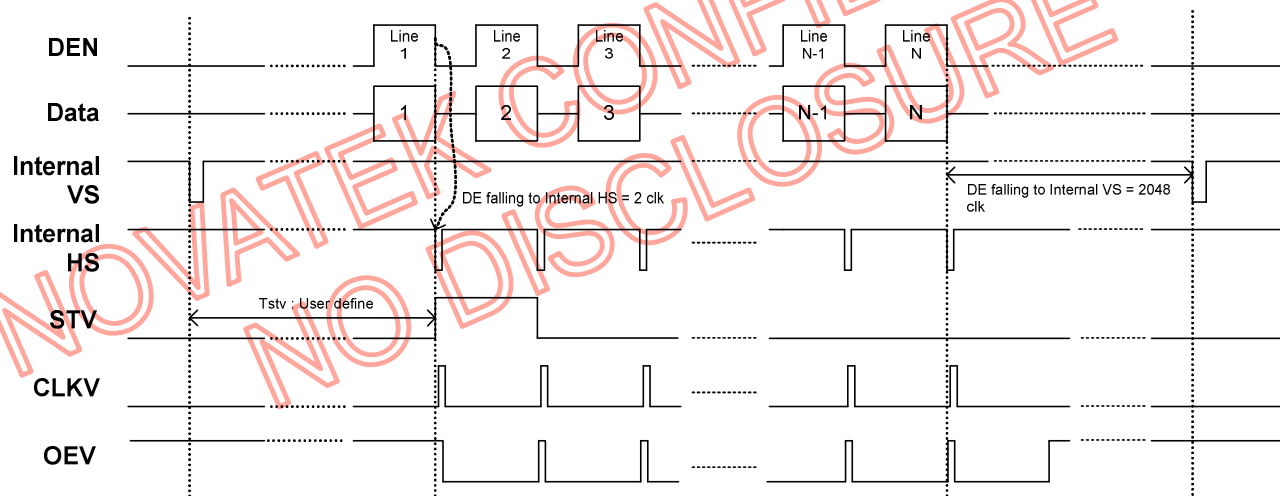 DEN
Line
1
Line
2
Line
3
Line
N-1
Line
N
Data
1
2
3
N-1
N
Internal
VS
DE falling to Internal HS = 2 clk
DE falling to Internal VS = 2048
clk
Internal
HS
Tstv : User define
STV
CLKV
OEV
NOVATEK CONFI
NO DISCLOSURE